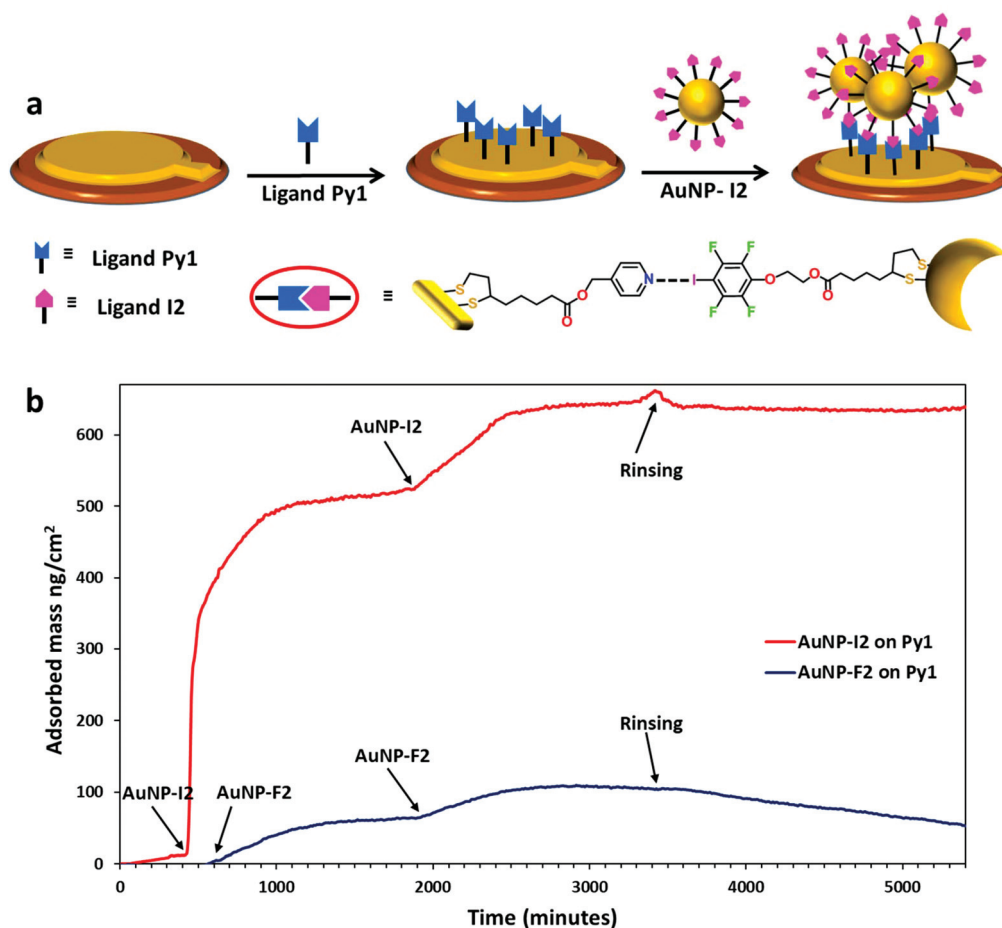 a
Ligand Py1
AuNP- I2
≡ Ligand Py1
≡ Ligand I2
≡
S
S
O
O
N
I
F
F
F
F
O
O
O
S
S
b
Adsorbed mass ng/cm²
600
500
400
300
200
100
0
AuNP-I2
Rinsing
AuNP-I2 on Py1
AuNP-F2 on Py1
AuNP-I2
AuNP-F2
AuNP-F2
Rinsing
0 1000 2000 3000 4000 5000
Time (minutes)